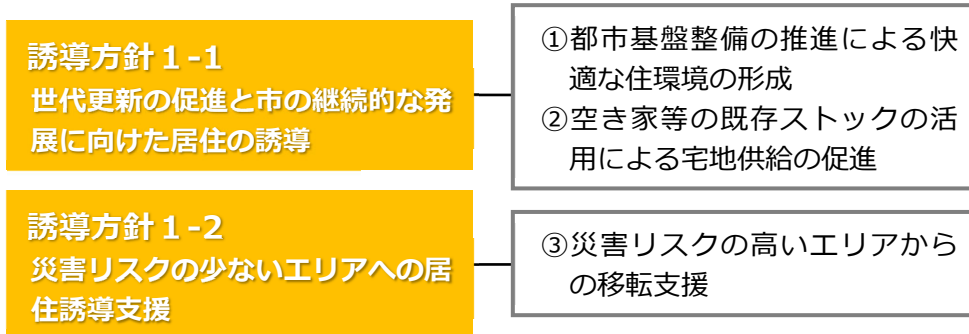 誘導方針１-1
世代更新の促進と市の継続的な発
展に向けた居住の誘導
①都市基盤整備の推進による快
適な住環境の形成
②空き家等の既存ストックの活
用による宅地供給の促進
誘導方針１-2
災害リスクの少ないエリアへの居
住誘導支援
③災害リスクの高いエリアから
の移転支援